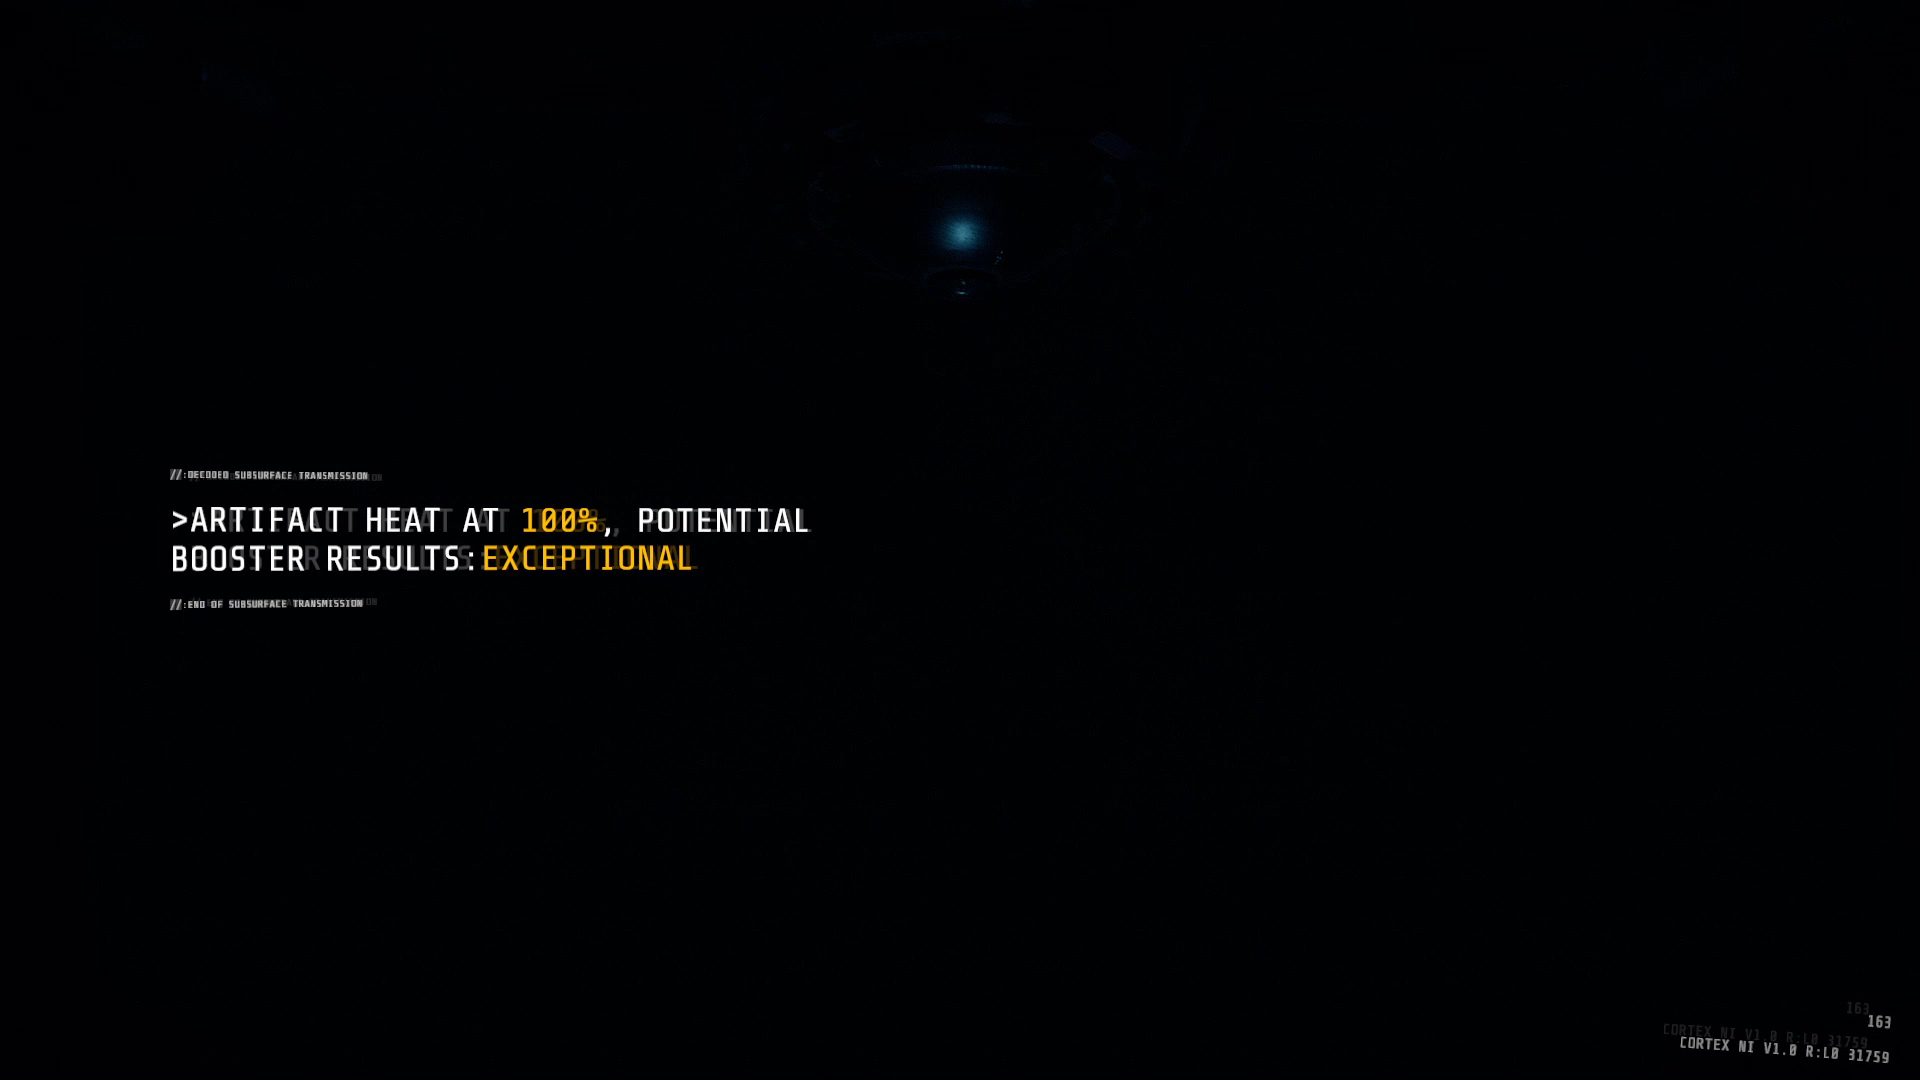 //:DECODED SUBSURFACE TRANSMISSION
>ARTIFACT HEAT AT 100%, POTENTIAL
BOOSTER RESULTS:EXCEPTIONAL
//:END OF SUBSURFACE TRANSMISSION
163
CORTEX NI V1.0 R:L0 31759